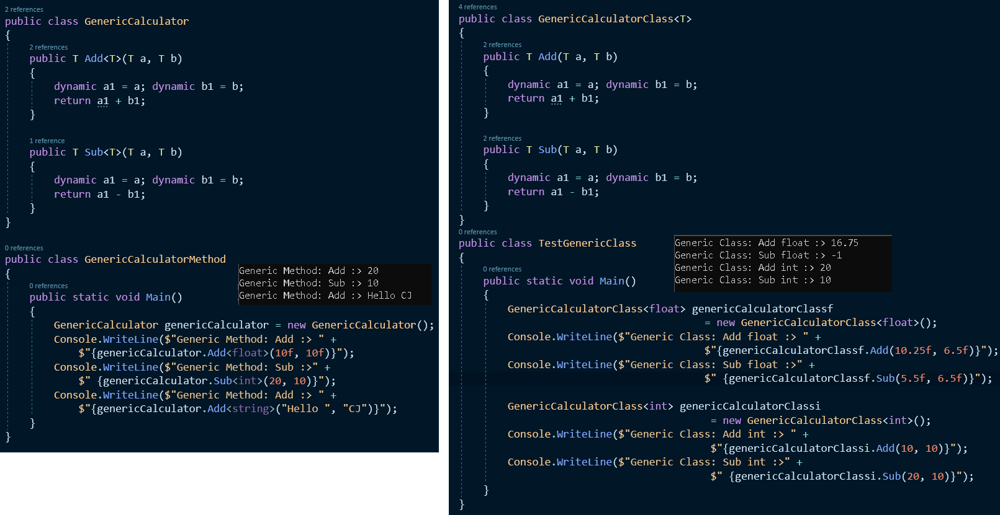 2 references
public class GenericCalculator
{
2 references
public T Add<T>(T a, T b)
{
dynamic a1 = a; dynamic b1 = b;
return a1 + b1;
}
1 reference
public T Sub<T>(T a, T b)
{
dynamic a1 = a; dynamic b1 = b;
return a1 - b1;
}
}
0 references
public class GenericCalculatorMethod
{
0 references
public static void Main()
{
GenericCalculator genericCalculator = new GenericCalculator();
Console.WriteLine($"Generic Method: Add :> " +
$"{genericCalculator.Add<float>(10f, 10f)}");
Console.WriteLine($"Generic Method: Sub :>" +
$" {genericCalculator.Sub<int>(20, 10)}");
Console.WriteLine($"Generic Method: Add :> " +
$"{genericCalculator.Add<string>("Hello ", "CJ")}");
}
}
Generic Method: Add :> 20
Generic Method: Sub :> 10
Generic Method: Add :> Hello CJ
4 references
public class GenericCalculatorClass<T>
{
2 references
public T Add(T a, T b)
{
dynamic a1 = a; dynamic b1 = b;
return a1 + b1;
}
2 references
public T Sub(T a, T b)
{
dynamic a1 = a; dynamic b1 = b;
return a1 - b1;
}
}
0 references
public class TestGenericClass
{
0 references
public static void Main()
{
GenericCalculatorClass<float> genericCalculatorClassf
= new GenericCalculatorClass<float>();
Console.WriteLine($"Generic Class: Add float :> " +
$"{genericCalculatorClassf.Add(10.25f, 6.5f)}");
Console.WriteLine($"Generic Class: Sub float :>" +
$" {genericCalculatorClassf.Sub(5.5f, 6.5f)}");
GenericCalculatorClass<int> genericCalculatorClassi
= new GenericCalculatorClass<int>();
Console.WriteLine($"Generic Class: Add int :> " +
$"{genericCalculatorClassi.Add(10, 10)}");
Console.WriteLine($"Generic Class: Sub int :>" +
$" {genericCalculatorClassi.Sub(20, 10)}");
}
}
Generic Class: Add float :> 16.75
Generic Class: Sub float :> -1
Generic Class: Add int :> 20
Generic Class: Sub int :> 10